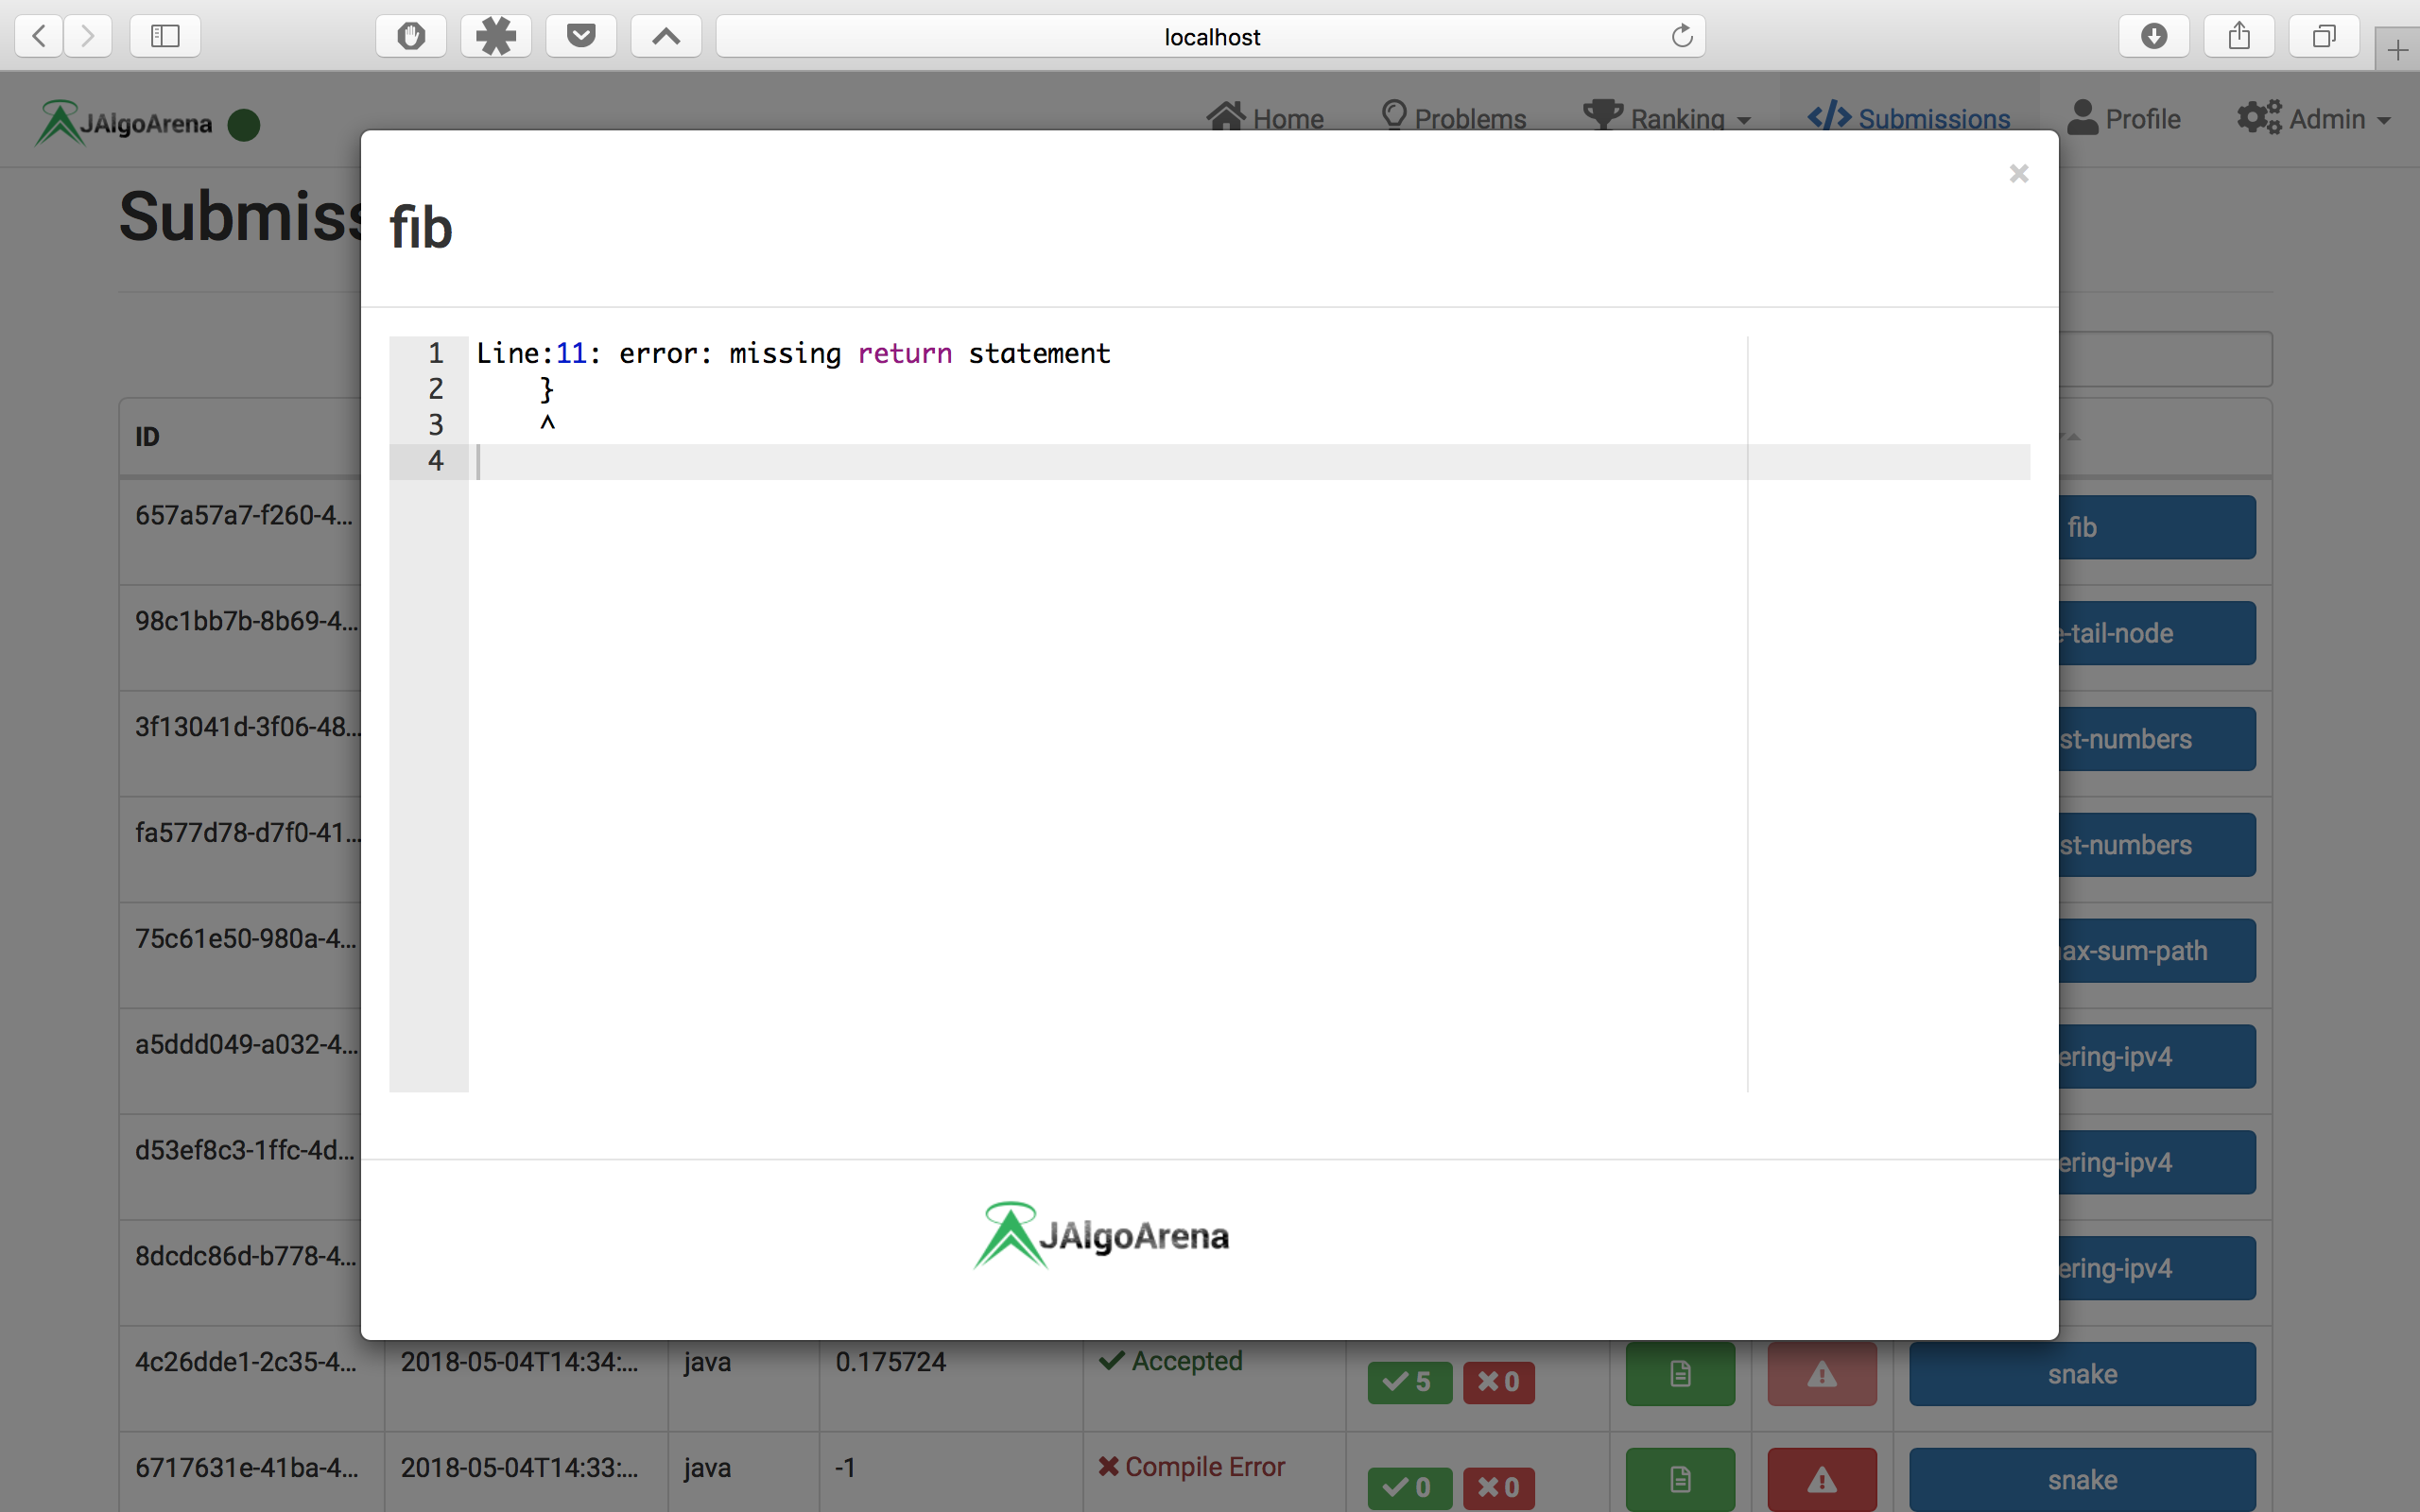 localhost
JAlgoArena Home Problems Ranking Submissions Profile Admin
Submiss
fib
1 Line:11: error: missing return statement
2 }
3 ^
4
ID
657a57a7-f260-4... fib
98c1bb7b-8b69-4... e-tail-node
3f13041d-3f06-48... st-numbers
fa577d78-d7f0-41... st-numbers
75c61e50-980a-4... ax-sum-path
a5ddd049-a032-4... ering-ipv4
d53ef8c3-1ffc-4d... ering-ipv4
8dcdc86d-b778-4... ering-ipv4
JAlgoArena
4c26dde1-2c35-4... 2018-05-04T14:34:... java 0.175724 Accepted 5 0 snake
6717631e-41ba-4... 2018-05-04T14:33:... java -1 Compile Error 0 0 snake